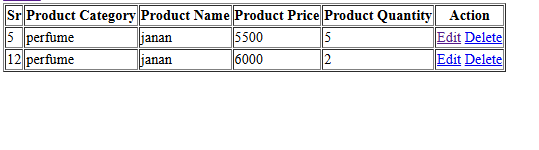 Sr Product Category Product Name Product Price Product Quantity Action
5 perfume janan 5500 5 Edit Delete
12 perfume janan 6000 2 Edit Delete